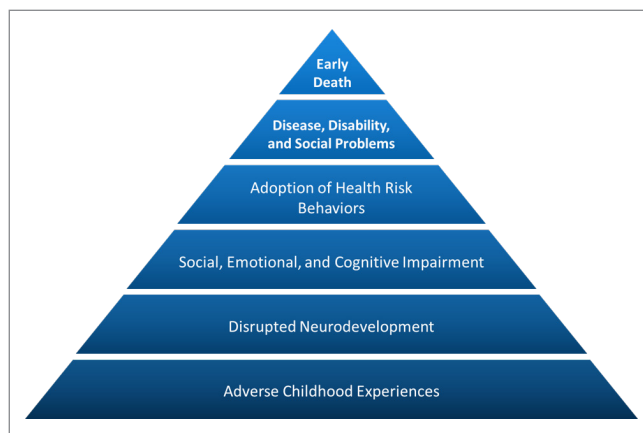 Early
Death
Disease, Disability,
and Social Problems
Adoption of Health Risk
Behaviors
Social, Emotional, and Cognitive Impairment
Disrupted Neurodevelopment
Adverse Childhood Experiences